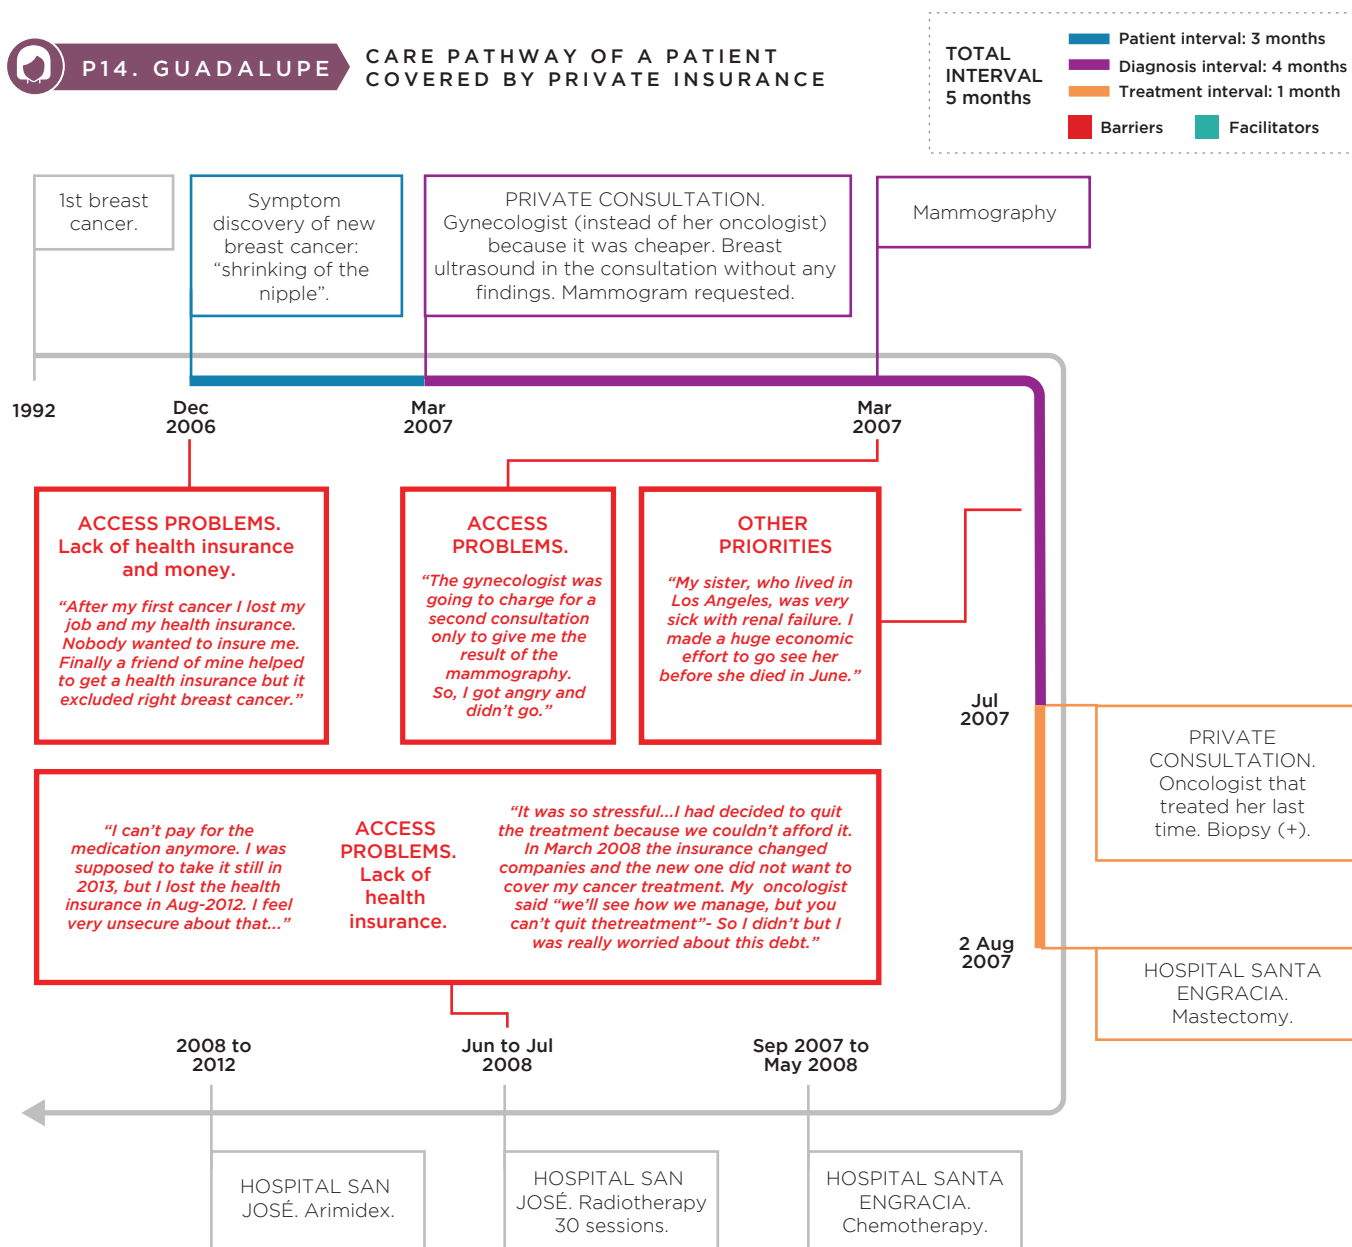 P14. GUADALUPE
CARE PATHWAY OF A PATIENT
COVERED BY PRIVATE INSURANCE
TOTAL
INTERVAL
5 months
Patient interval: 3 months
Diagnosis interval: 4 months
Treatment interval: 1 month
Barriers
Facilitators
1st breast
cancer.
Symptom
discovery of new
breast cancer:
“shrinking of the
nipple”.
PRIVATE CONSULTATION.
Gynecologist (instead of her oncologist)
because it was cheaper. Breast
ultrasound in the consultation without any
findings. Mammogram requested.
Mammography
1992
Dec
2006
Mar
2007
Mar
2007
ACCESS PROBLEMS.
Lack of health insurance
and money.
“After my first cancer I lost my
job and my health insurance.
Nobody wanted to insure me.
Finally a friend of mine helped
to get a health insurance but it
excluded right breast cancer.”
ACCESS
PROBLEMS.
“The gynecologist was
going to charge for a
second consultation
only to give me the
result of the
mammography.
So, I got angry and
didn’t go.”
OTHER
PRIORITIES
“My sister, who lived in
Los Angeles, was very
sick with renal failure. I
made a huge economic
effort to go see her
before she died in June.”
Jul
2007
PRIVATE
CONSULTATION.
Oncologist that
treated her last
time. Biopsy (+).
“I can’t pay for the
medication anymore. I was
supposed to take it still in
2013, but I lost the health
insurance in Aug-2012. I feel
very unsecure about that...”
ACCESS
PROBLEMS.
Lack of
health
insurance.
“It was so stressful...I had decided to quit
the treatment because we couldn’t afford it.
In March 2008 the insurance changed
companies and the new one did not want to
cover my cancer treatment. My oncologist
said “we’ll see how we manage, but you
can’t quit thetreatment”- So I didn’t but I
was really worried about this debt.”
2 Aug
2007
HOSPITAL SANTA
ENGRACIA.
Mastectomy.
2008 to
2012
Jun to Jul
2008
Sep 2007 to
May 2008
HOSPITAL SAN
JOSÉ. Arimidex.
HOSPITAL SAN
JOSÉ. Radiotherapy
30 sessions.
HOSPITAL SANTA
ENGRACIA.
Chemotherapy.